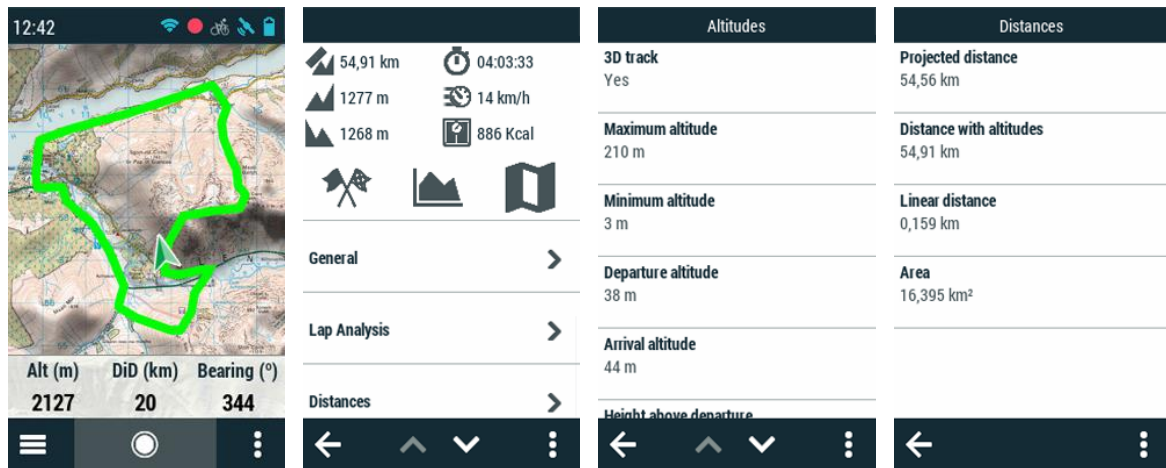 12:42
Alt (m) DiD (km) Bearing (º)
2127 20 344
54,91 km 04:03:33
1277 m 14 km/h
1268 m 886 Kcal
General
Lap Analysis
Distances
Altitudes
3D track
Yes
Maximum altitude
210 m
Minimum altitude
3 m
Departure altitude
38 m
Arrival altitude
44 m
Height above departure
Distances
Projected distance
54,56 km
Distance with altitudes
54,91 km
Linear distance
0,159 km
Area
16,395 km²